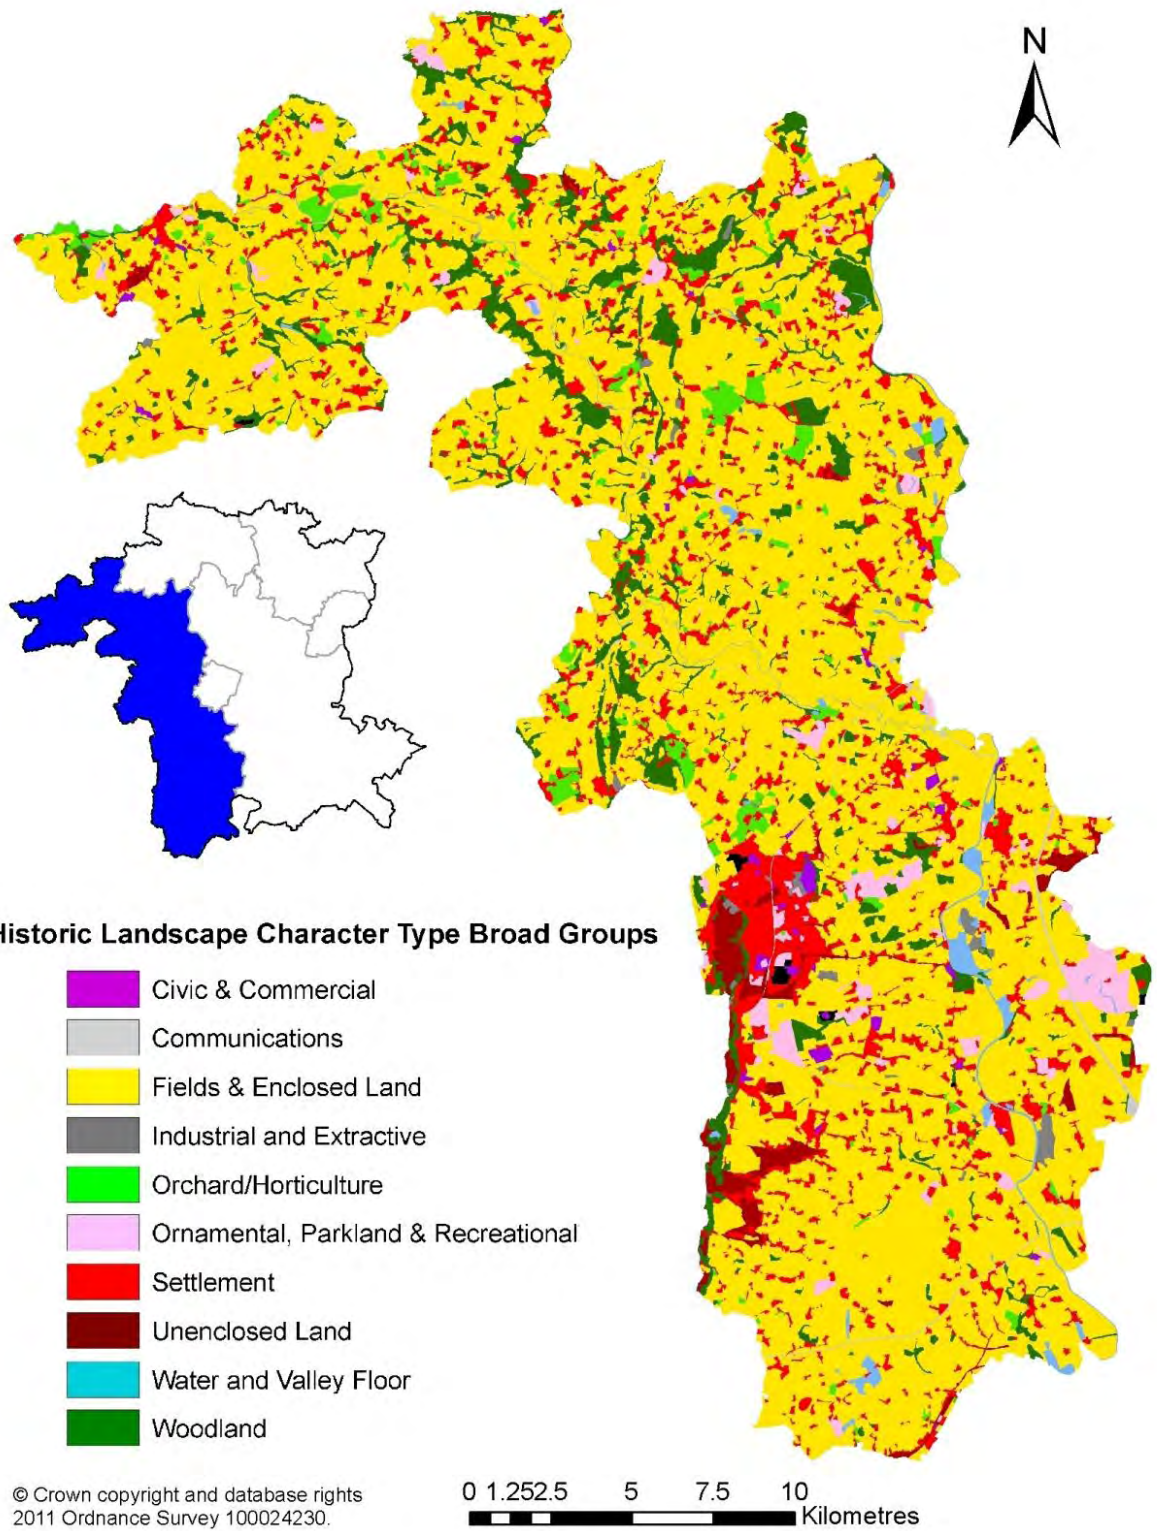 N
Historic Landscape Character Type Broad Groups
Civic & Commercial
Communications
Fields & Enclosed Land
Industrial and Extractive
Orchard/Horticulture
Ornamental, Parkland & Recreational
Settlement
Unenclosed Land
Water and Valley Floor
Woodland
© Crown copyright and database rights
2011 Ordnance Survey 100024230.
0 1.252.5 5 7.5 10
Kilometres